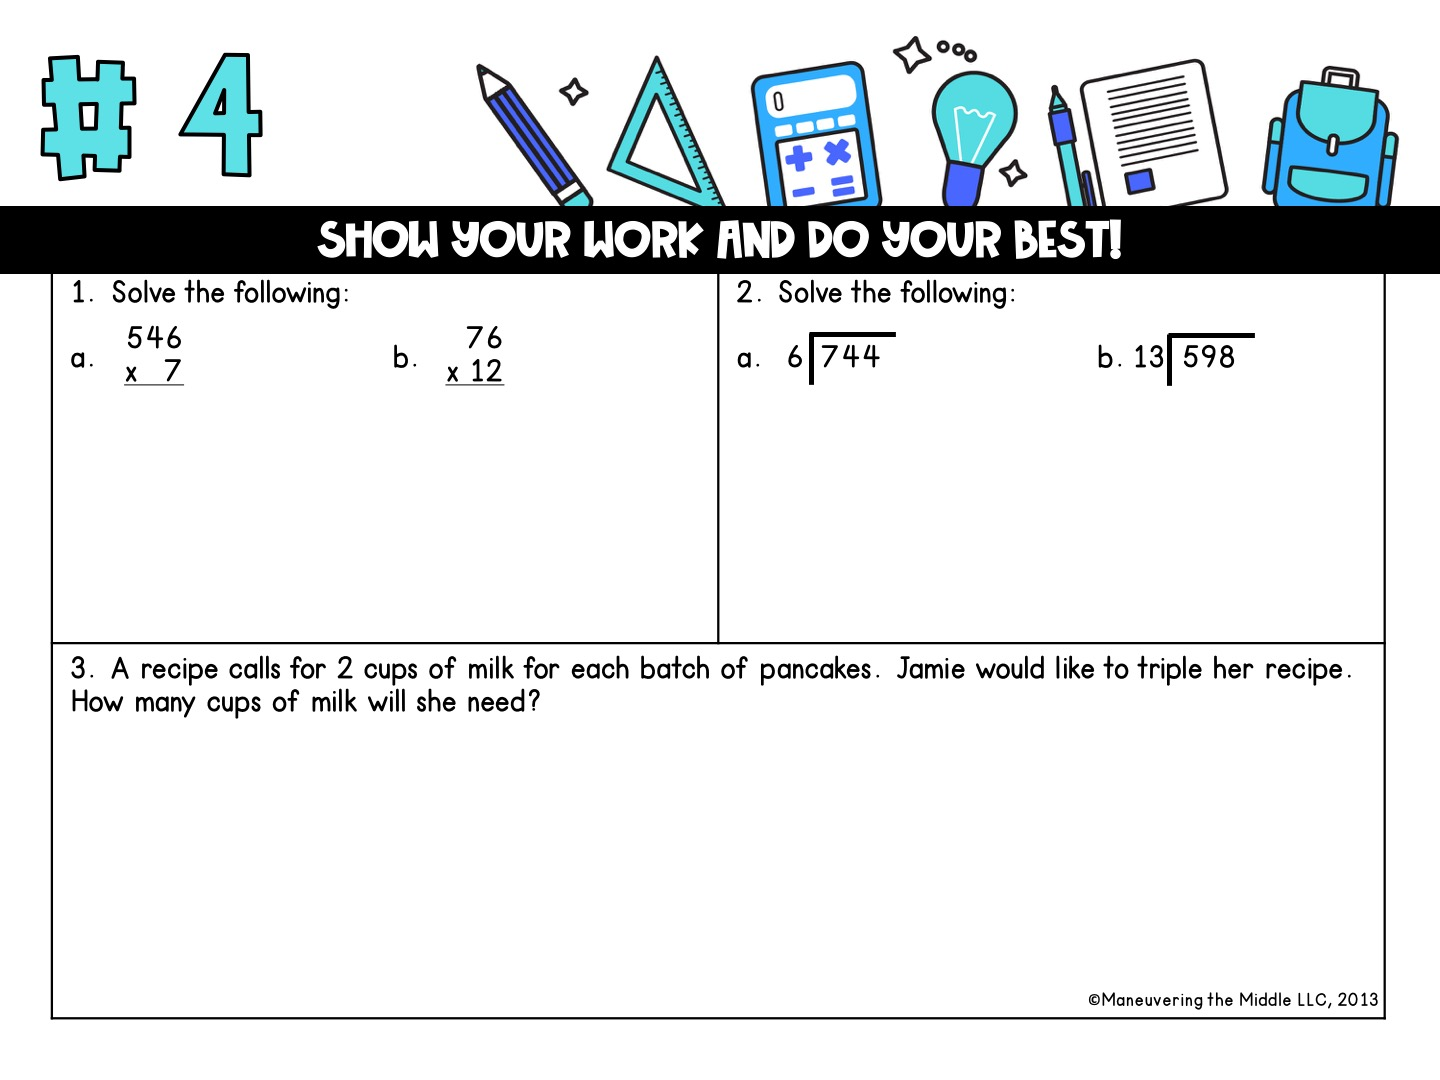 # 4
SHOW YOUR WORK AND DO YOUR BEST!
1. Solve the following:
a.
546
x 7
b.
76
x 12
2. Solve the following:
a. 6 744
b. 13 598
3. A recipe calls for 2 cups of milk for each batch of pancakes. Jamie would like to triple her recipe.
How many cups of milk will she need?
©Maneuvering the Middle LLC, 2013
0